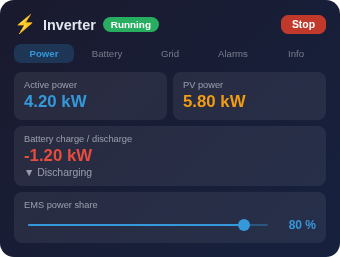 ⚡ Inverter Running Stop
Power Battery Grid Alarms Info
Active power PV power
4.20 kW 5.80 kW
Battery charge / discharge
-1.20 kW
▼ Discharging
EMS power share
80 %